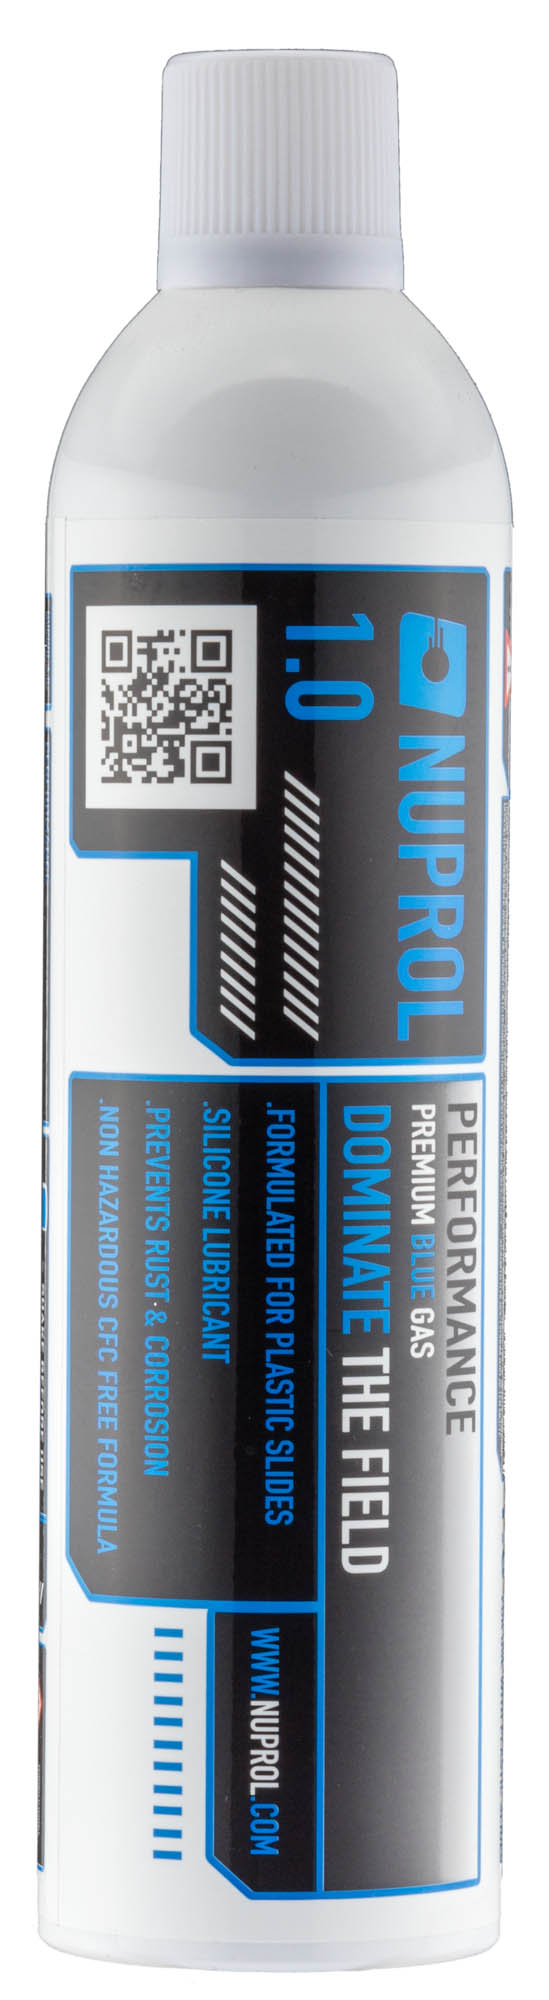 NUPROL
1.0
PERFORMANCE
PREMIUM BLUE GAS
DOMINATE THE FIELD
.FORMULATED FOR PLASTIC SLIDES
.SILICONE LUBRICANT
.PREVENTS RUST & CORROSION
.NON HAZARDOUS CFC FREE FORMULA
WWW.NUPROL.COM